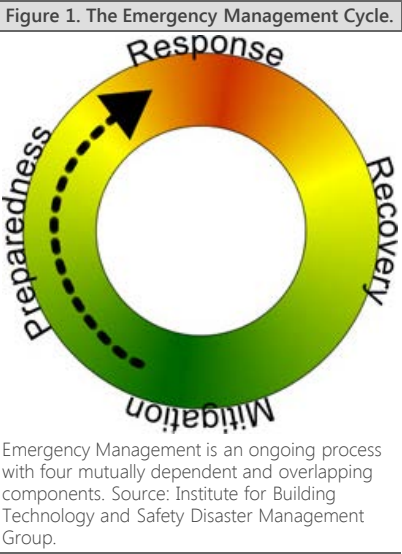 Figure 1. The Emergency Management Cycle.
Response
Preparedness
Recovery
Mitigation
Emergency Management is an ongoing process
with four mutually dependent and overlapping
components. Source: Institute for Building
Technology and Safety Disaster Management
Group.